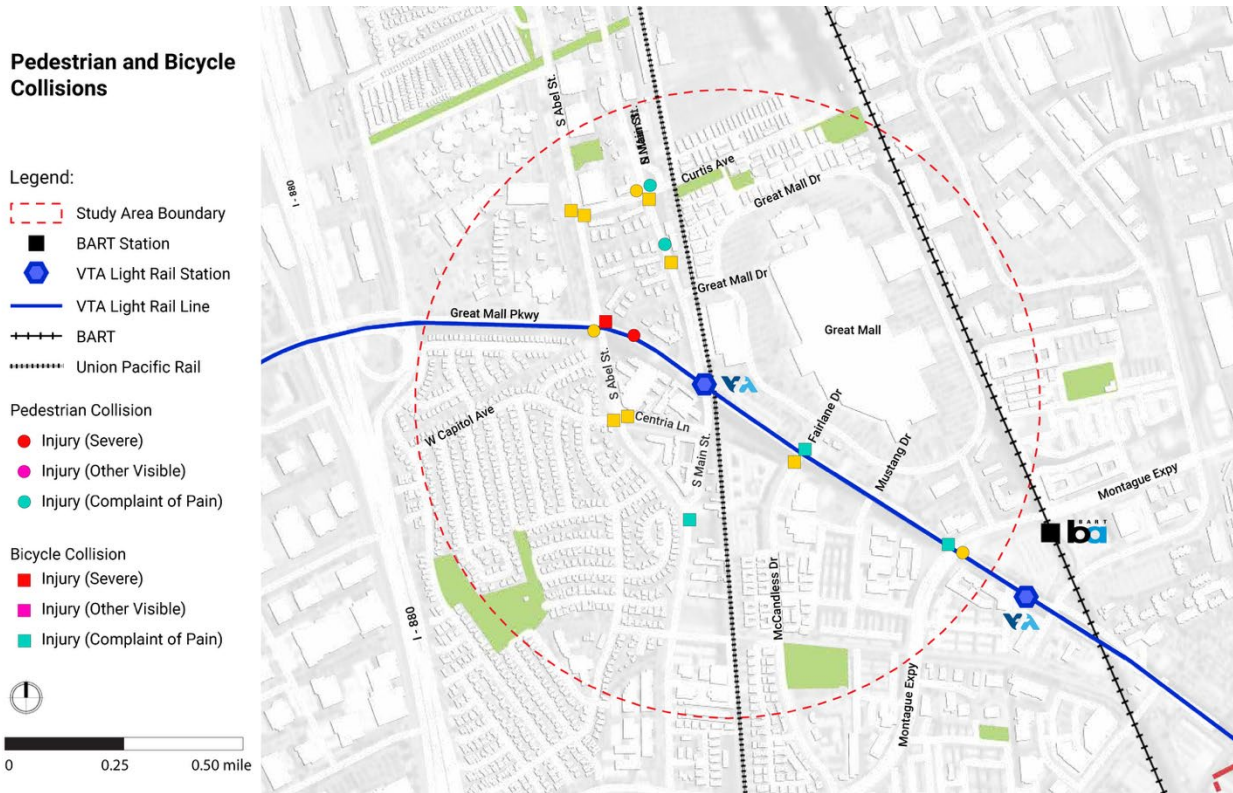 Pedestrian and Bicycle
Collisions
Legend:
Study Area Boundary
BART Station
VTA Light Rail Station
VTA Light Rail Line
BART
Union Pacific Rail
Pedestrian Collision
Injury (Severe)
Injury (Other Visible)
Injury (Complaint of Pain)
Bicycle Collision
Injury (Severe)
Injury (Other Visible)
Injury (Complaint of Pain)
0 0.25 0.50 mile
S Abel St.
Curtis Ave
I - 880
Great Mall Dr
Great Mall Dr
Great Mall Pkwy
Great Mall
VTA
S Abel St.
W Capitol Ave
Centria Ln
Fairlane Dr
S Main St.
Mustang Dr
Montague Expy
BART
ba
McCandless Dr
VTA
I - 880
Montague Expy